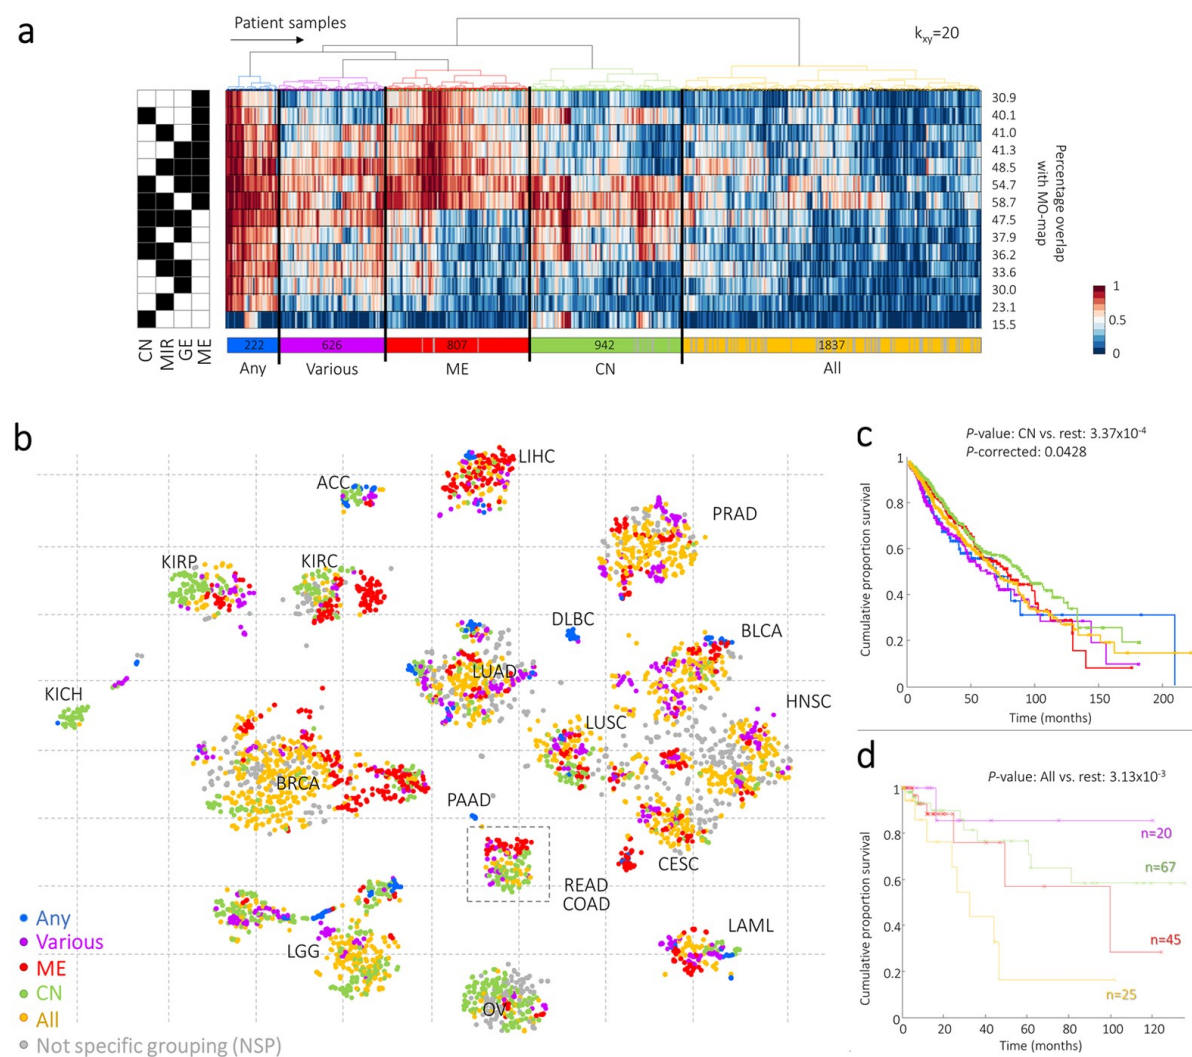 a
Patient samples
k_xy=20
30.9
40.1
41.0
41.3
48.5
54.7
58.7
47.5
37.9
36.2
33.6
30.0
23.1
15.5
Percentage overlap
with MO-map
1
0.5
0
CN
MIR
GE
ME
222
626
807
942
1837
Any
Various
ME
CN
All
b
LIHC
ACC
PRAD
KIRP
KIRC
DLBC
BLCA
LUAD
KICH
HNSC
LUSC
BRCA
PAAD
CESC
READ
COAD
LAML
LGG
OV
Any
Various
ME
CN
All
Not specific grouping (NSP)
c
P-value: CN vs. rest: 3.37x10-4
P-corrected: 0.0428
Cumulative proportion survival
1
0.8
0.6
0.4
0.2
0
0
50
100
150
200
Time (months)
d
P-value: All vs. rest: 3.13x10-3
Cumulative proportion survival
1
0.8
0.6
0.4
0.2
0
n=20
n=67
n=45
n=25
0
20
40
60
80
100
120
Time (months)